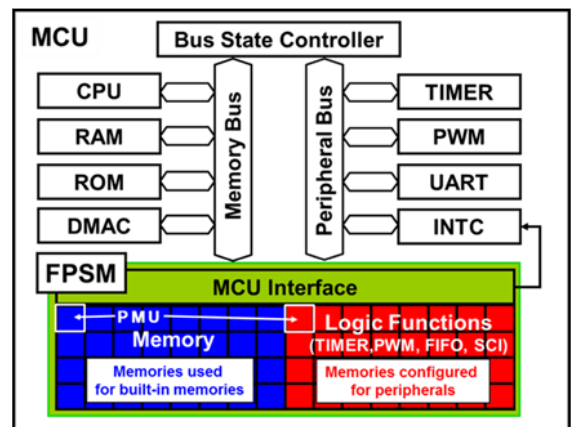 MCU
Bus State Controller
CPU
RAM
ROM
DMAC
Memory Bus
Peripheral Bus
TIMER
PWM
UART
INTC
FPSM
MCU Interface
PMU
Memory
Memories used
for built-in memories
Logic Functions
(TIMER,PWM, FIFO, SCI)
Memories configured
for peripherals